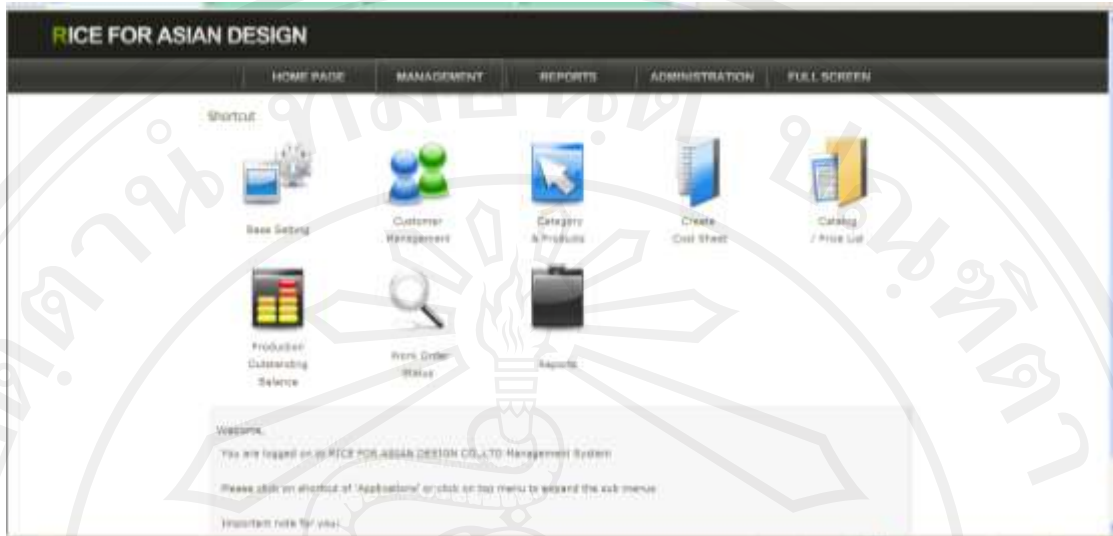 RICE FOR ASIAN DESIGN
HOME PAGE MANAGEMENT REPORTS ADMINISTRATION FULL SCREEN
Shortcut
Base Setting
Customer
Management
Category
& Products
Create
Cost Sheet
Catalog
/ Price List
Production
Outstanding
Balance
Work Order
Status
Reports
Welcome,
You are logged on at RICE FOR ASIAN DESIGN CO.,LTD Management System
Please click on shortcut of 'Applications' or click on top menu to expand the sub menus
Important note for you: